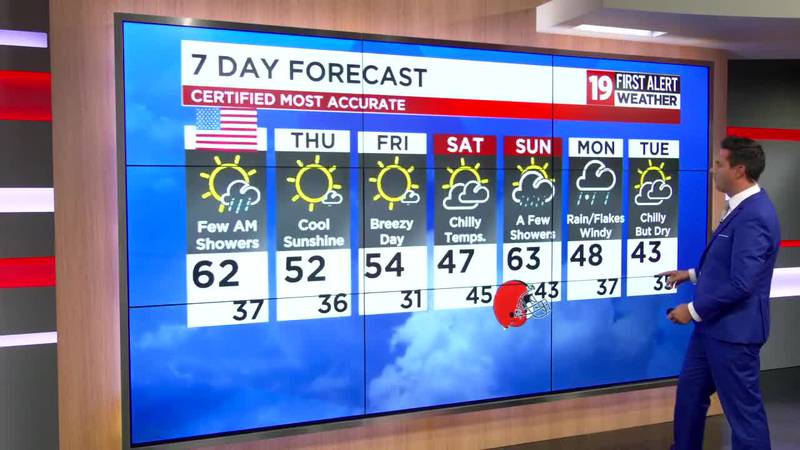 7 DAY FORECAST
CERTIFIED MOST ACCURATE
19 FIRST ALERT
WEATHER
THU FRI SAT SUN MON TUE
Few AM
Showers
62
37
Cool
Sunshine
52
36
Breezy
Day
54
31
Chilly
Temps.
47
45
A Few
Showers
63
43
Rain/Flakes
Windy
48
37
Chilly
But Dry
43